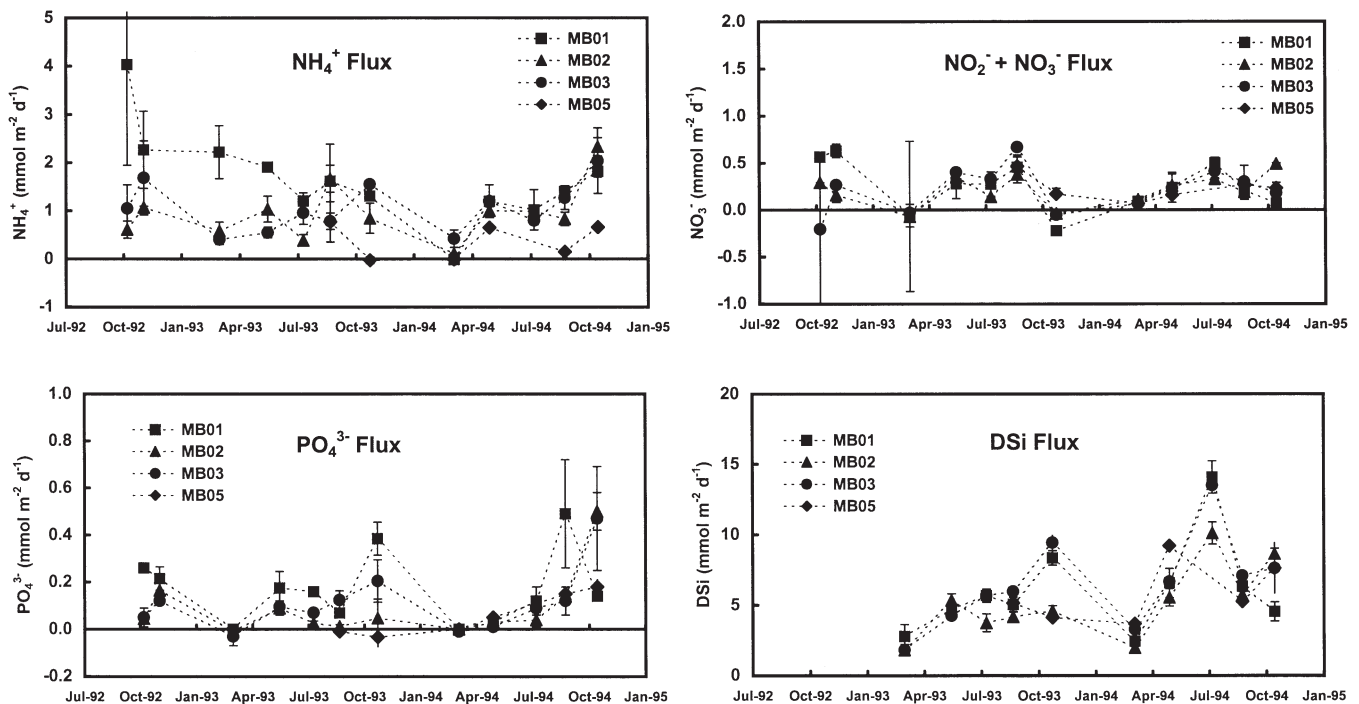 NH₄⁺ Flux
MB01
MB02
MB03
MB05
NH₄⁺ (mmol m⁻² d⁻¹)
5
4
3
2
1
0
-1
Jul-92 Oct-92 Jan-93 Apr-93 Jul-93 Oct-93 Jan-94 Apr-94 Jul-94 Oct-94 Jan-95
NO₂⁻ + NO₃⁻ Flux
MB01
MB02
MB03
MB05
NO₃⁻ (mmol m⁻² d⁻¹)
2.0
1.5
1.0
0.5
0.0
-0.5
-1.0
Jul-92 Oct-92 Jan-93 Apr-93 Jul-93 Oct-93 Jan-94 Apr-94 Jul-94 Oct-94 Jan-95
PO₄³⁻ Flux
MB01
MB02
MB03
MB05
PO₄³⁻ (mmol m⁻² d⁻¹)
1.0
0.8
0.6
0.4
0.2
0.0
-0.2
Jul-92 Oct-92 Jan-93 Apr-93 Jul-93 Oct-93 Jan-94 Apr-94 Jul-94 Oct-94 Jan-95
DSi Flux
MB01
MB02
MB03
MB05
DSi (mmol m⁻² d⁻¹)
20
15
10
5
0
Jul-92 Oct-92 Jan-93 Apr-93 Jul-93 Oct-93 Jan-94 Apr-94 Jul-94 Oct-94 Jan-95